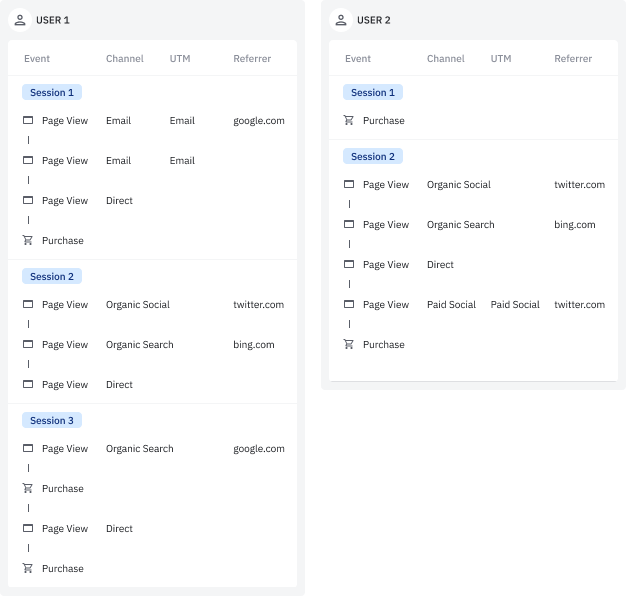 USER 1
Event Channel UTM Referrer
Session 1
Page View Email Email google.com
Page View Email Email
Page View Direct
Purchase
Session 2
Page View Organic Social twitter.com
Page View Organic Search bing.com
Page View Direct
Session 3
Page View Organic Search google.com
Purchase
Page View Direct
Purchase
USER 2
Event Channel UTM Referrer
Session 1
Purchase
Session 2
Page View Organic Social twitter.com
Page View Organic Search bing.com
Page View Direct
Page View Paid Social Paid Social twitter.com
Purchase